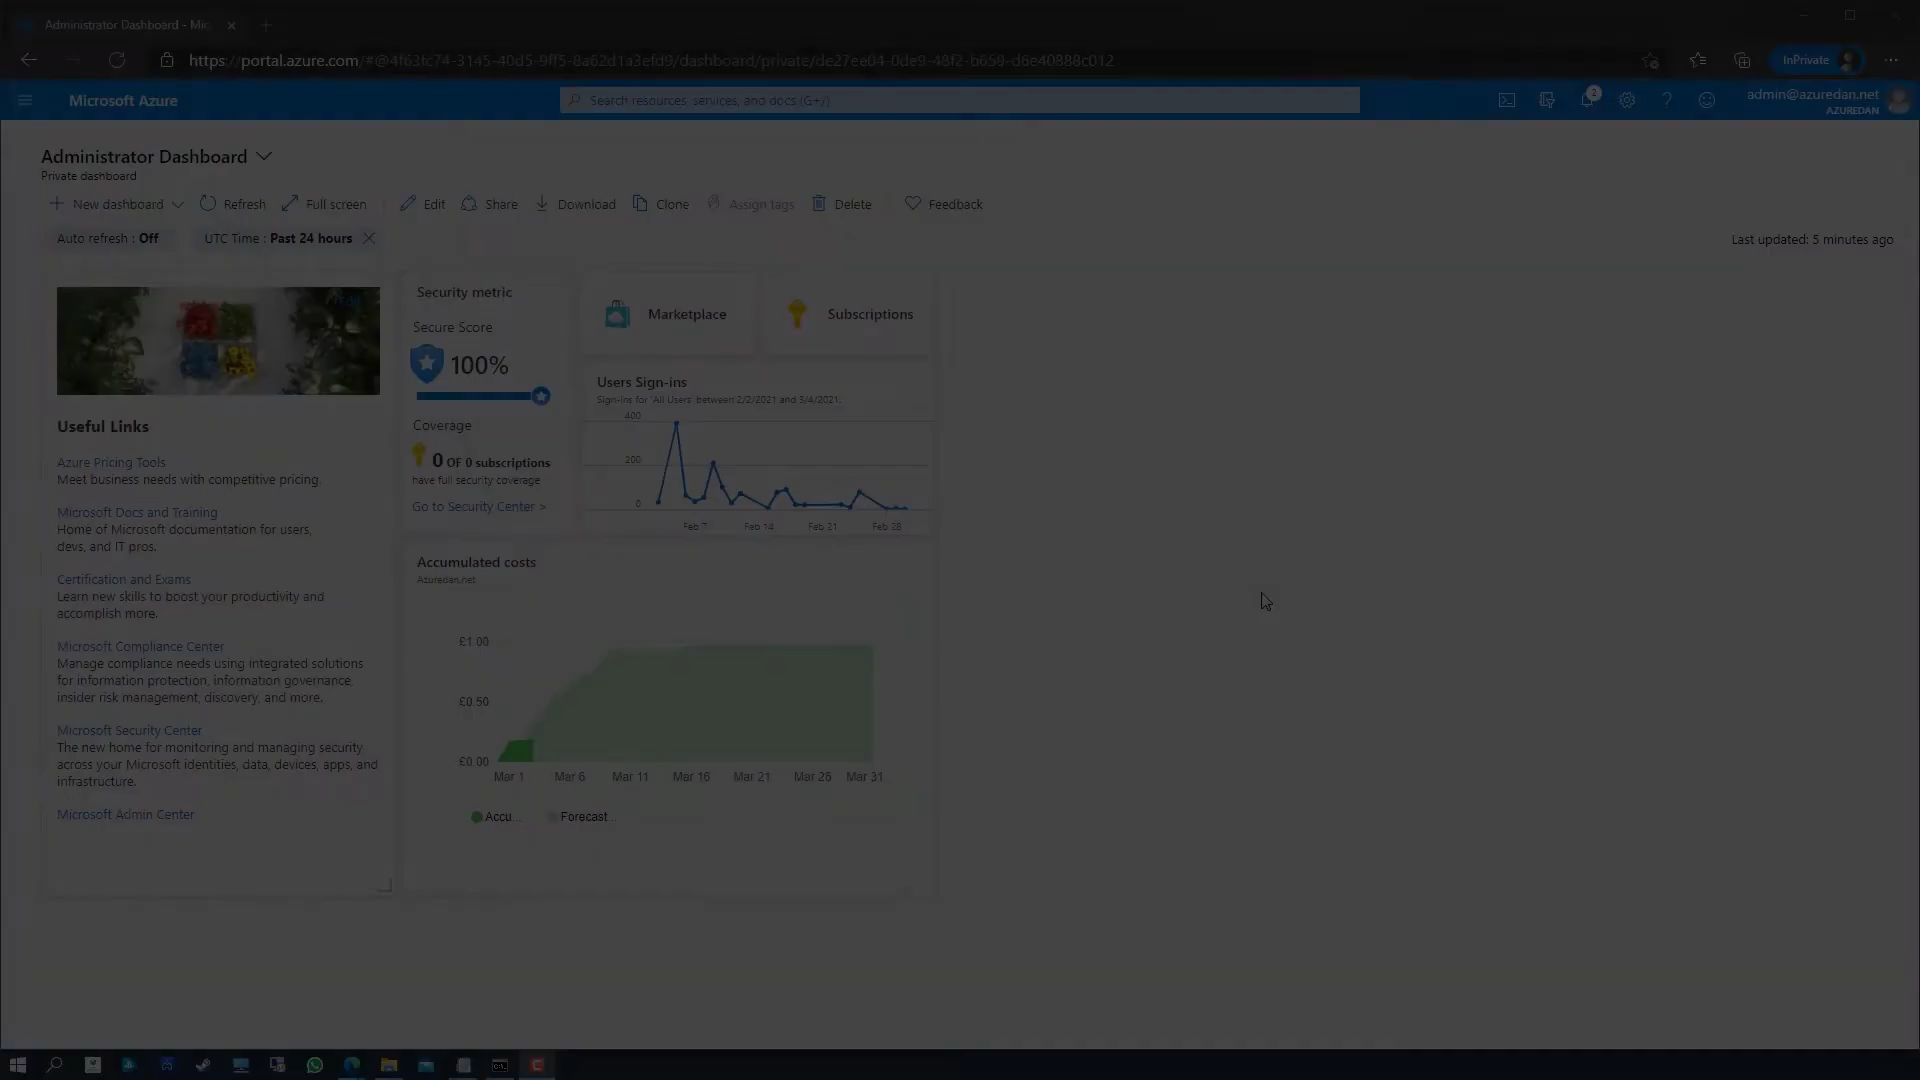 Administrator Dashboard - Mic
https://portal.azure.com/#@4f63fc74-3145-40d5-9ff5-8a62d1a3efd9/dashboard/private/de27ee04-0de9-48f2-b659-d6e40888c012
InPrivate
Microsoft Azure
Search resources, services, and docs (G+/)
2
admin@azuredan.net
AZUREDAN
Administrator Dashboard
Private dashboard
New dashboard
Refresh
Full screen
Edit
Share
Download
Clone
Assign tags
Delete
Feedback
Auto refresh : Off
UTC Time : Past 24 hours
Last updated: 5 minutes ago
Useful Links
Azure Pricing Tools
Meet business needs with competitive pricing.
Microsoft Docs and Training
Home of Microsoft documentation for users,
devs, and IT pros.
Certification and Exams
Learn new skills to boost your productivity and
accomplish more.
Microsoft Compliance Center
Manage compliance needs using integrated solutions
for information protection, information governance,
insider risk management, discovery, and more.
Microsoft Security Center
The new home for monitoring and managing security
across your Microsoft identities, data, devices, apps, and
infrastructure.
Microsoft Admin Center
Security metric
Secure Score
100%
Coverage
0 OF 0 subscriptions
have full security coverage
Go to Security Center >
Marketplace
Subscriptions
Users Sign-ins
Sign-ins for 'All Users' between 2/2/2021 and 3/4/2021.
400
200
0
Feb 7
Feb 14
Feb 21
Feb 28
Accumulated costs
Azuredan.net
£1.00
£0.50
£0.00
Mar 1
Mar 6
Mar 11
Mar 16
Mar 21
Mar 26
Mar 31
Accu...
Forecast...